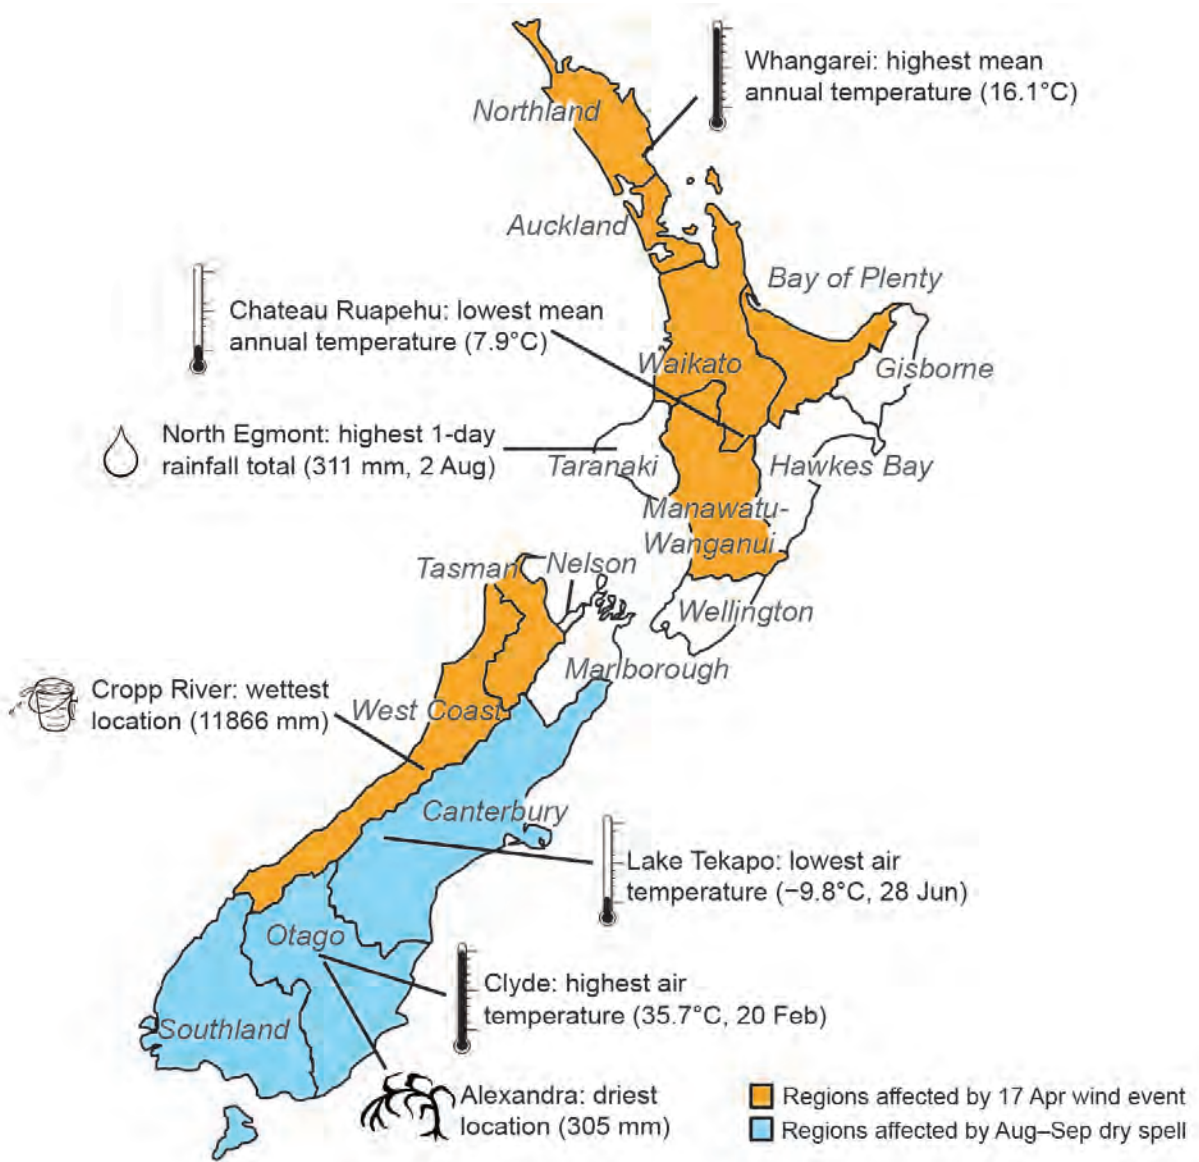 Whangarei: highest mean
annual temperature (16.1°C)
Northland
Auckland
Bay of Plenty
Chateau Ruapehu: lowest mean
annual temperature (7.9°C)
Waikato
Gisborne
North Egmont: highest 1-day
rainfall total (311 mm, 2 Aug)
Taranaki
Hawkes Bay
Manawatu-
Wanganui
Tasman
Nelson
Wellington
Marlborough
Cropp River: wettest
location (11866 mm)
West Coast
Canterbury
Lake Tekapo: lowest air
temperature (−9.8°C, 28 Jun)
Otago
Clyde: highest air
temperature (35.7°C, 20 Feb)
Southland
Alexandra: driest
location (305 mm)
Regions affected by 17 Apr wind event
Regions affected by Aug–Sep dry spell